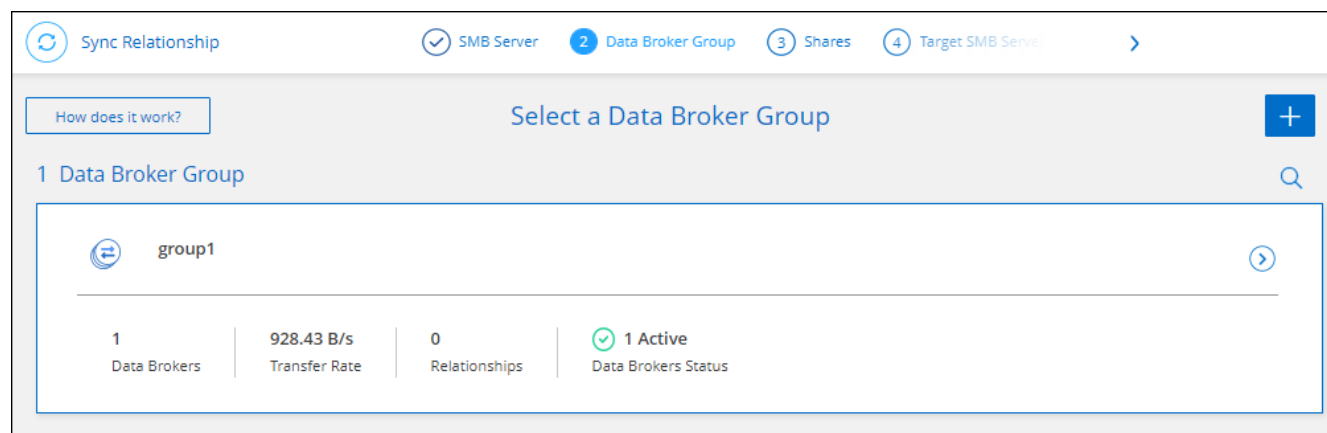 Sync Relationship
SMB Server
2 Data Broker Group
3 Shares
4 Target SMB Server
How does it work?
Select a Data Broker Group
+
1 Data Broker Group
group1
1
Data Brokers
928.43 B/s
Transfer Rate
0
Relationships
1 Active
Data Brokers Status